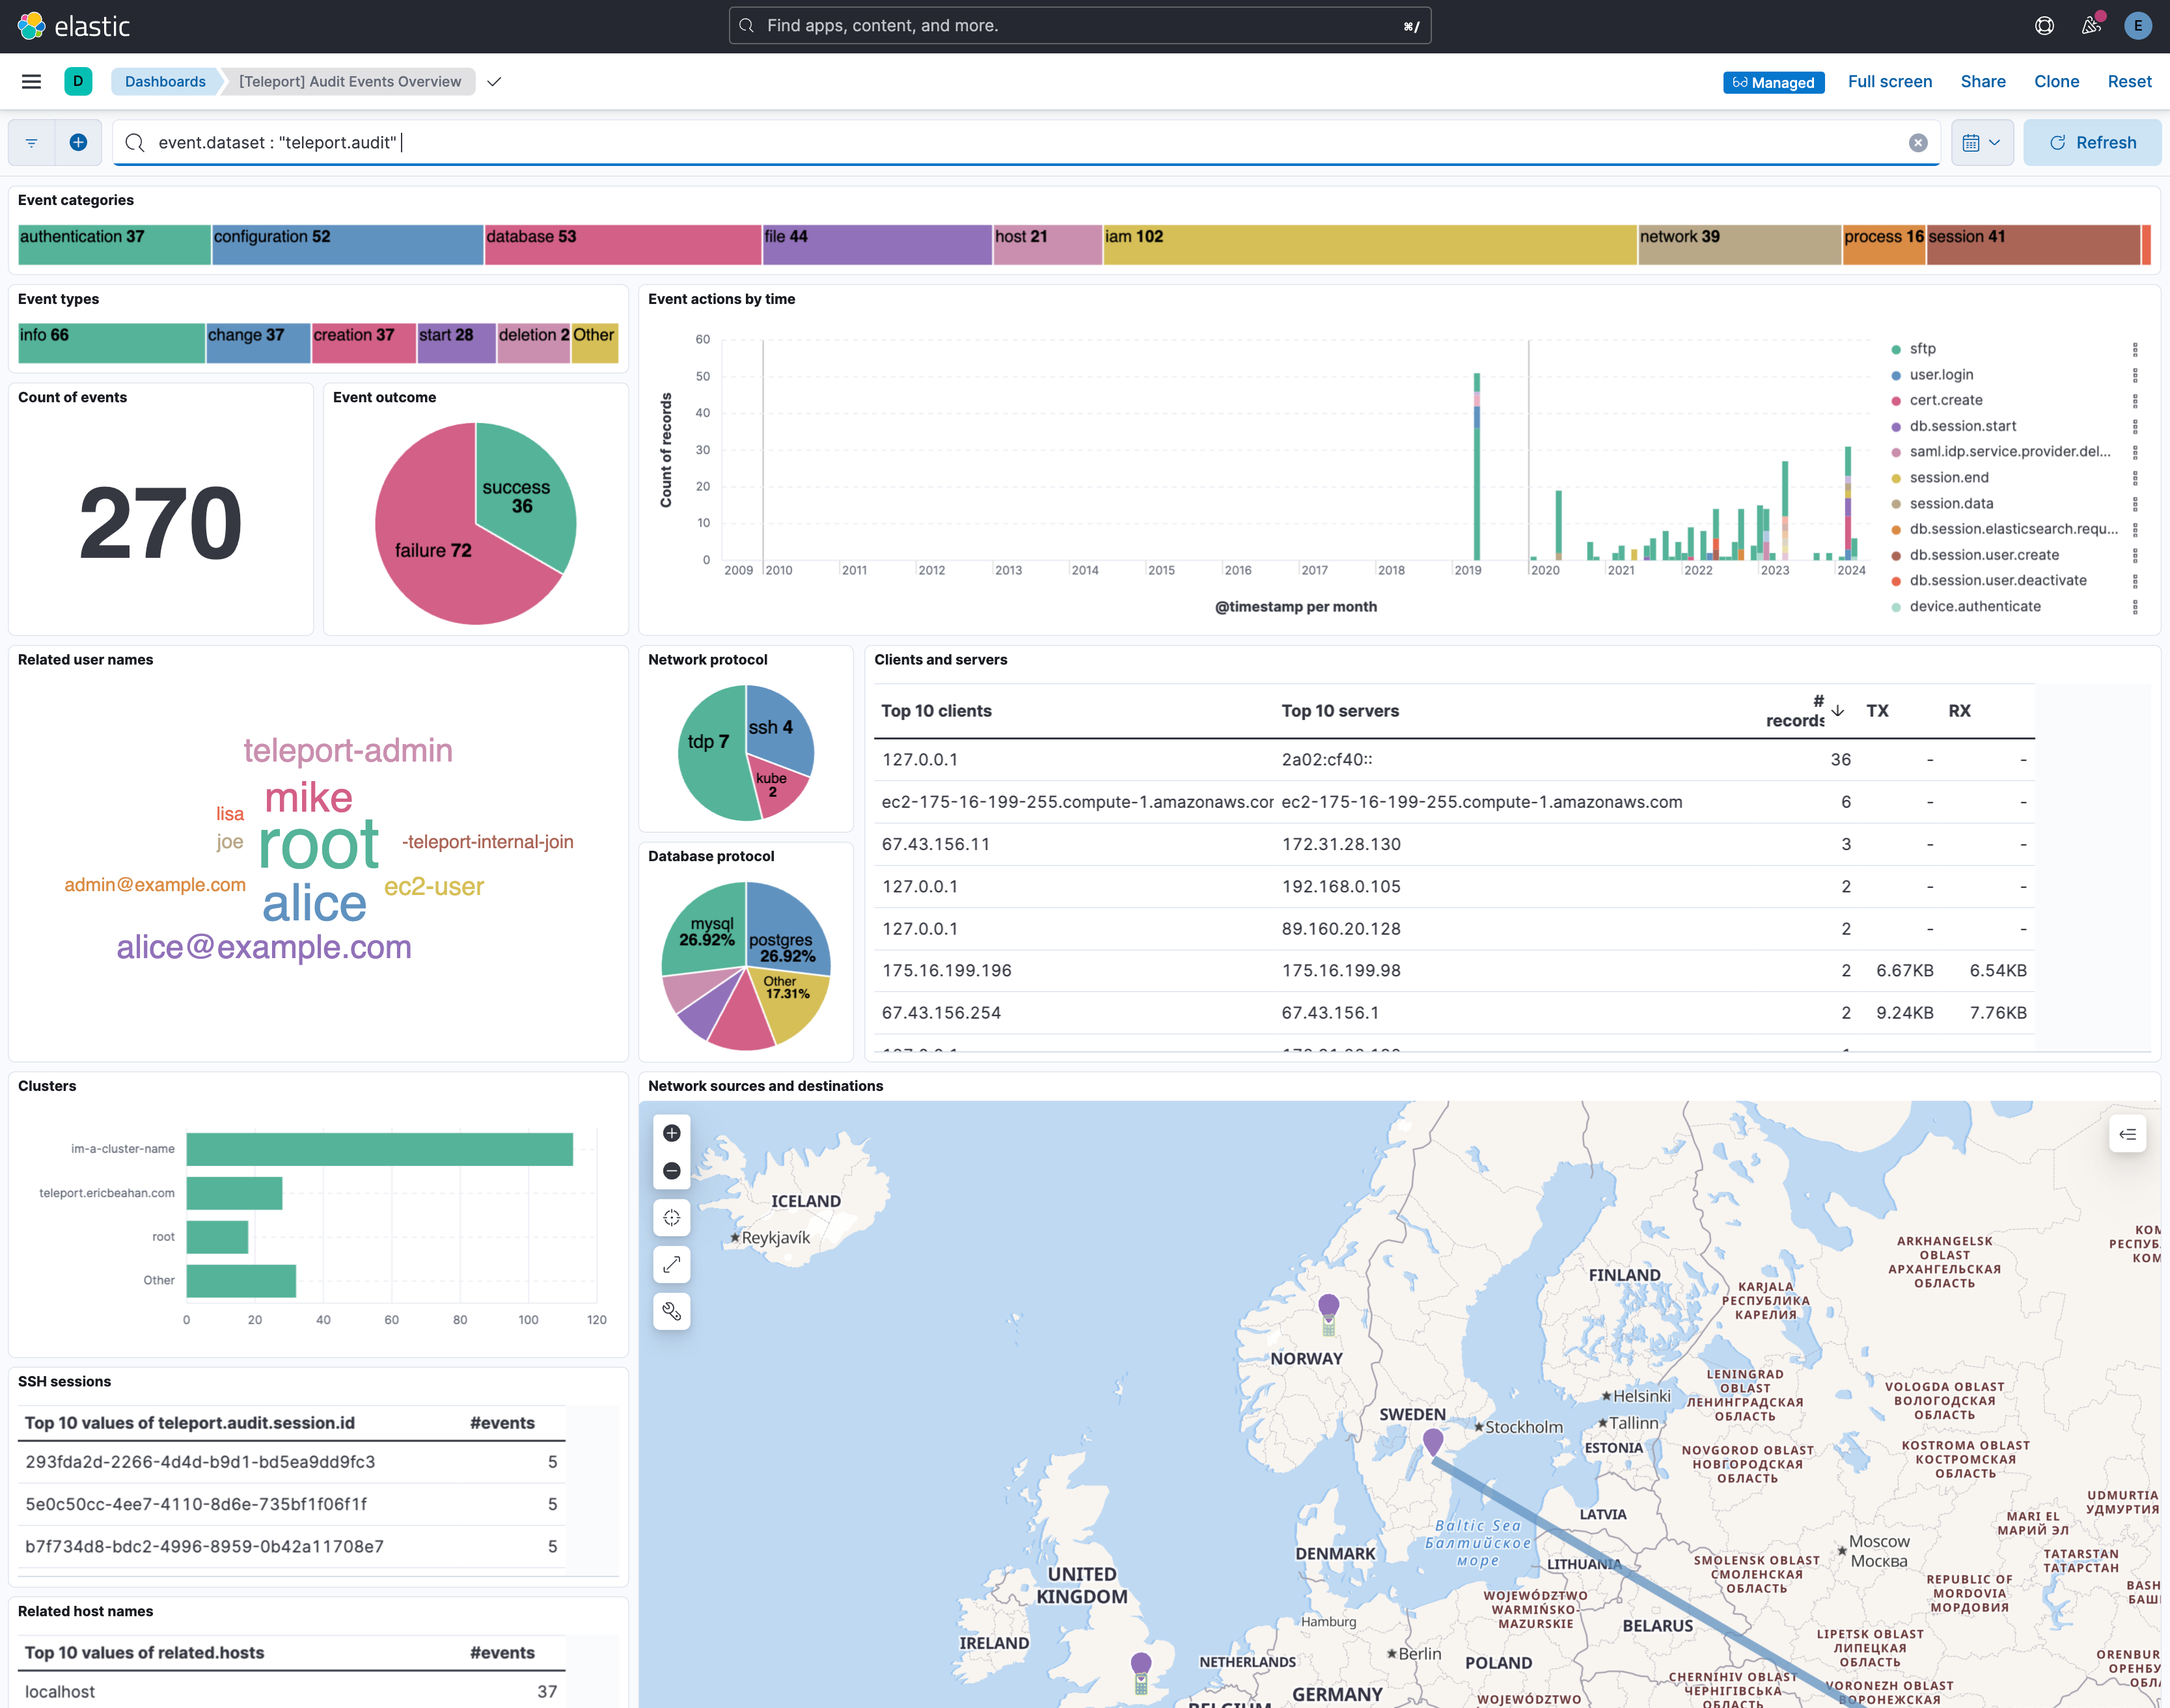 elastic
Find apps, content, and more.
⌘/
E
D
Dashboards
[Teleport] Audit Events Overview
Managed
Full screen
Share
Clone
Reset
event.dataset : "teleport.audit"
Refresh
Event categories
authentication 37
configuration 52
database 53
file 44
host 21
iam 102
network 39
process 16
session 41
Event types
info 66
change 37
creation 37
start 28
deletion 2
Other
Count of events
270
Event outcome
success
36
failure 72
Event actions by time
Count of records
60
50
40
30
20
10
0
2009
2010
2011
2012
2013
2014
2015
2016
2017
2018
2019
2020
2021
2022
2023
2024
@timestamp per month
sftp
user.login
cert.create
db.session.start
saml.idp.service.provider.del...
session.end
session.data
db.session.elasticsearch.requ...
db.session.user.create
db.session.user.deactivate
device.authenticate
Related user names
teleport-admin
mike
lisa
joe
root
-teleport-internal-join
admin@example.com
alice
ec2-user
alice@example.com
Network protocol
tdp 7
ssh 4
kube
2
Database protocol
mysql
26.92%
postgres
26.92%
Other
17.31%
Clients and servers
Top 10 clients
Top 10 servers
#
records
TX
RX
127.0.0.1 2a02:cf40:: 36 - -
ec2-175-16-199-255.compute-1.amazonaws.cor ec2-175-16-199-255.compute-1.amazonaws.com 6 - -
67.43.156.11 172.31.28.130 3 - -
127.0.0.1 192.168.0.105 2 - -
127.0.0.1 89.160.20.128 2 - -
175.16.199.196 175.16.199.98 2 6.67KB 6.54KB
67.43.156.254 67.43.156.1 2 9.24KB 7.76KB
Clusters
im-a-cluster-name
teleport.ericbeahan.com
root
Other
0
20
40
60
80
100
120
SSH sessions
Top 10 values of teleport.audit.session.id #events
293fda2d-2266-4d4d-b9d1-bd5ea9dd9fc3 5
5e0c50cc-4ee7-4110-8d6e-735bf1f06f1f 5
b7f734d8-bdc2-4996-8959-0b42a11708e7 5
Related host names
Top 10 values of related.hosts #events
localhost 37
Network sources and destinations
ICELAND
Reykjavík
NORWAY
FINLAND
SWEDEN
Stockholm
Helsinki
Tallinn
ESTONIA
ARKHANGELSK
OBLAST
АРХАНГЕЛЬСКАЯ
ОБЛАСТЬ
KARJALA
РЕСПУБЛИКА
КАРЕЛИЯ
LENINGRAD
OBLAST
ЛЕНИНГРАДСКАЯ
ОБЛАСТЬ
VOLOGDA OBLAST
ВОЛОГОДСКАЯ
ОБЛАСТЬ
NOVGOROD OBLAST
НОВГОРОДСКАЯ
ОБЛАСТЬ
KOSTROMA OBLAST
КОСТРОМСКАЯ
ОБЛАСТЬ
UDMURTIA
УДМУРТИЯ
MARI EL
МАРИЙ ЭЛ
LATVIA
Baltic Sea
Балтийское
море
DENMARK
LITHUANIA
Moscow
Москва
SMOLENSK OBLAST
СМОЛЕНСКАЯ
ОБЛАСТЬ
TATARSTAN
ТАТАРСТАН
REPUBLIC OF
MORDOVIA
МОРДОВИЯ
UNITED
KINGDOM
WOJEWÓDZTWO
WARMIŃSKO-
MAZURSKIE
Hamburg
BELARUS
IRELAND
LIPETSK OBLAST
ЛИПЕЦКАЯ
ОБЛАСТЬ
NETHERLANDS
Berlin
POLAND
CHERNIHIV OBLAST
ЧЕРНІГІВСЬКА
VORONEZH OBLAST
ВОРОНЕЖСКАЯ
GERMANY
WOJEWÓDZTWO